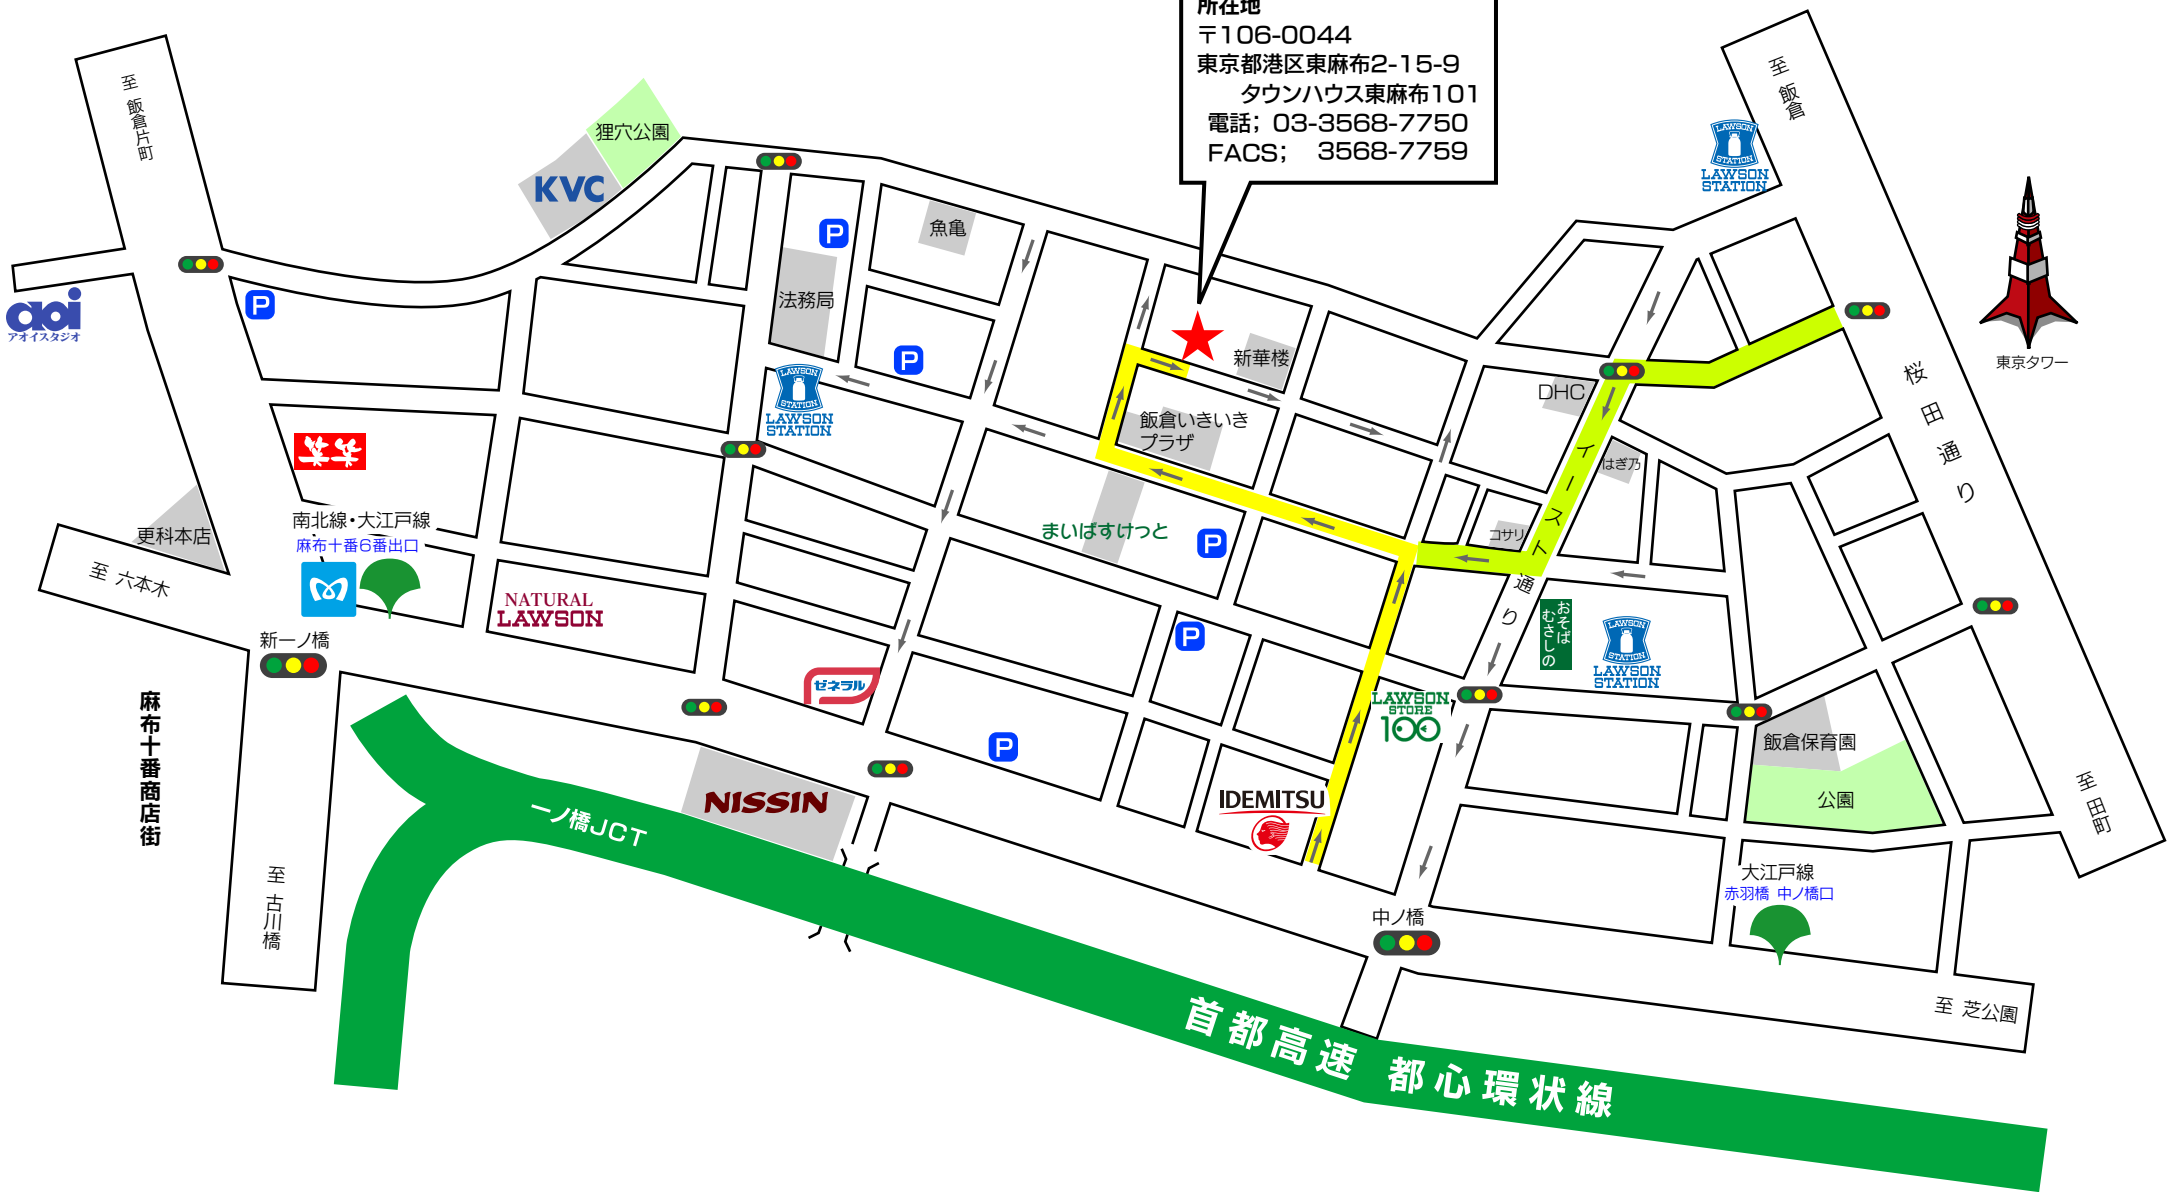 所在地
〒106-0044
東京都港区東麻布2-15-9
タウンハウス東麻布101
電話; 03-3568-7750
FACS; 3568-7759
至 飯倉片町
狸穴公園
KVC
魚亀
P
法務局
P
aoi
アオイスタジオ
P
P
LAWSON
STATION
LAWSON
STATION
新華楼
飯倉いきいき
プラザ
まいばすけっと
P
DHC
はぎ乃
コサリ
イースト通り
至 飯倉
LAWSON
STATION
LAWSON
STATION
東京タワー
桜田通り
更科本店
至 六本木
南北線・大江戸線
麻布十番6番出口
新一ノ橋
NATURAL
LAWSON
ゼネラル
P
P
おそば
むさしの
LAWSON
STATION
LAWSON
STATION
LAWSON
STORE
100
麻布十番商店街
NISSIN
IDEMITSU
飯倉保育園
公園
至 田町
一ノ橋JCT
至 古川橋
中ノ橋
大江戸線
赤羽橋 中ノ橋口
至 芝公園
首都高速 都心環状線